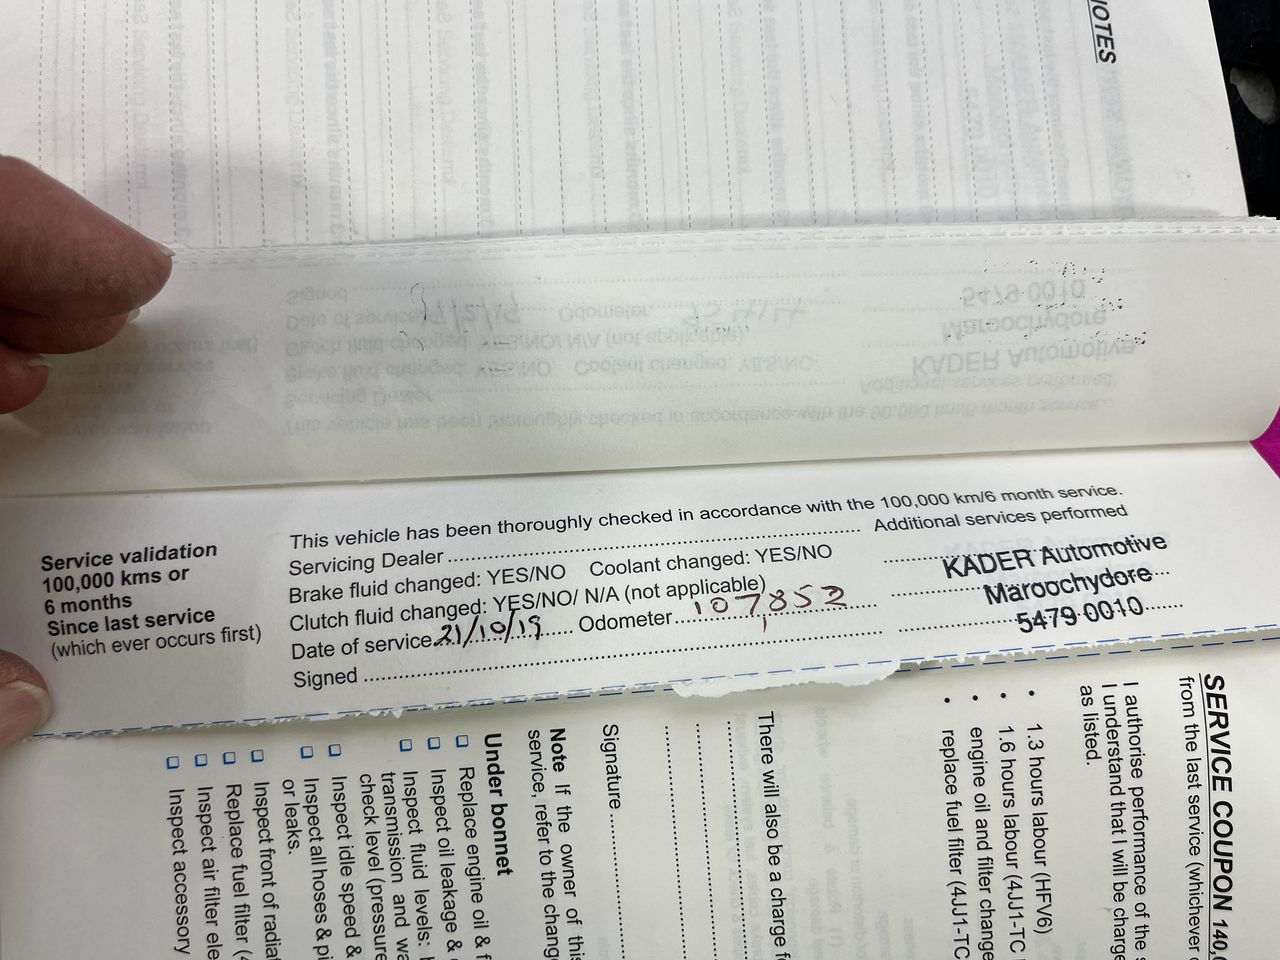 NOTES
Service validation
100,000 kms or
6 months
Since last service
(which ever occurs first)
This vehicle has been thoroughly checked in accordance with the 100,000 km/6 month service.
Servicing Dealer ........ Additional services performed
Brake fluid changed: YES/NO Coolant changed: YES/NO
Clutch fluid changed: YES/NO/ N/A (not applicable)
Date of service 21/10/19 Odometer 107852
Signed
KADER Automotive
Maroochydore
5479 0010
SERVICE COUPON 140,
from the last service (whichever
I authorise performance of the
I understand that I will be charge
as listed.
• 1.3 hours labour (HFV6)
• 1.6 hours labour (4JJ1-TC
• engine oil and filter change
• replace fuel filter (4JJ1-TC
There will also be a charge f
Signature
Note If the owner of this
service, refer to the chang
Under bonnet
Replace engine oil & f
Inspect oil leakage &
Inspect fluid levels:
transmission and wa
check level (pressure
Inspect idle speed &
Inspect all hoses & pi
or leaks.
Inspect front of radiat
Replace fuel filter (4
Inspect air filter ele
Inspect accessory